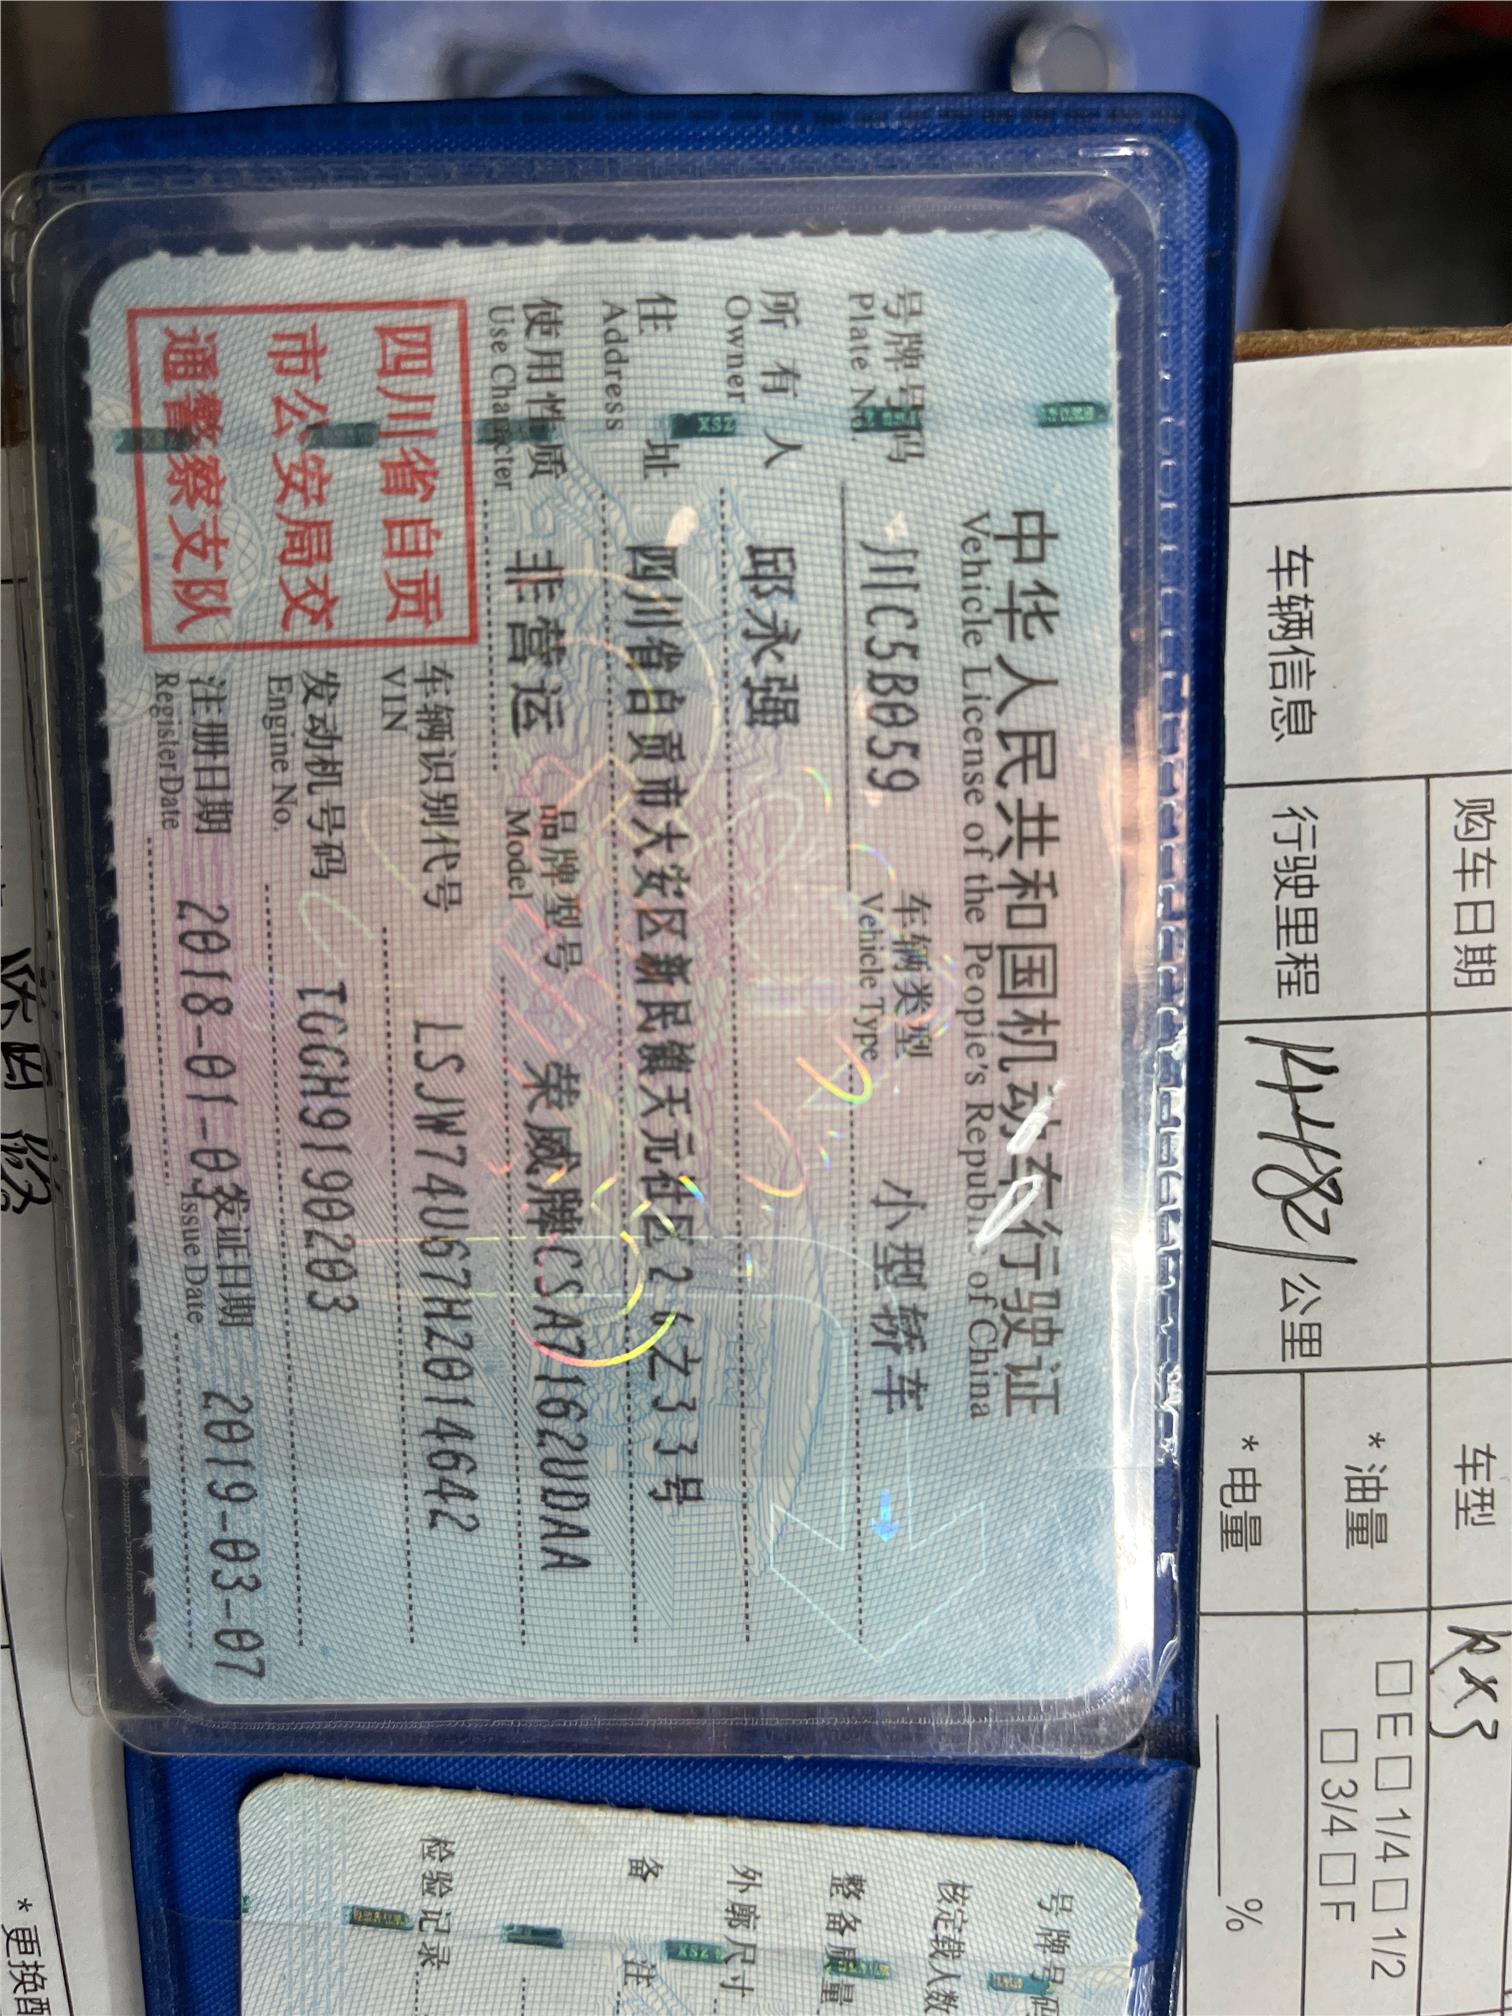 中华人民共和国机动车行驶证
Vehicle License of the People's Republic of China
号牌号码 川C5B059 车辆类型 小型轿车
Plate No. Vehicle Type
所有人 邱永强
Owner
住址 四川省自贡市大安区新民镇天元社区26之33号
Address
使用性质 非营运 品牌型号 荣威牌CSA7162UDAA
Use Character Model
四川省自贡
市公安局交
通警察支队
车辆识别代号 LSJW74U67H2014642
VIN
发动机号码 TGGH9190203
Engine No.
注册日期 2018-01-03 发证日期 2019-03-07
Register Date Issue Date
号牌号码
核定载人数
整备质量
外廓尺寸
备注
检验记录
购车日期 车型 RX3
车辆信息 行驶里程 公里 *油量 □E □1/4 □1/2
□3/4 □F
*电量 %
*更换配